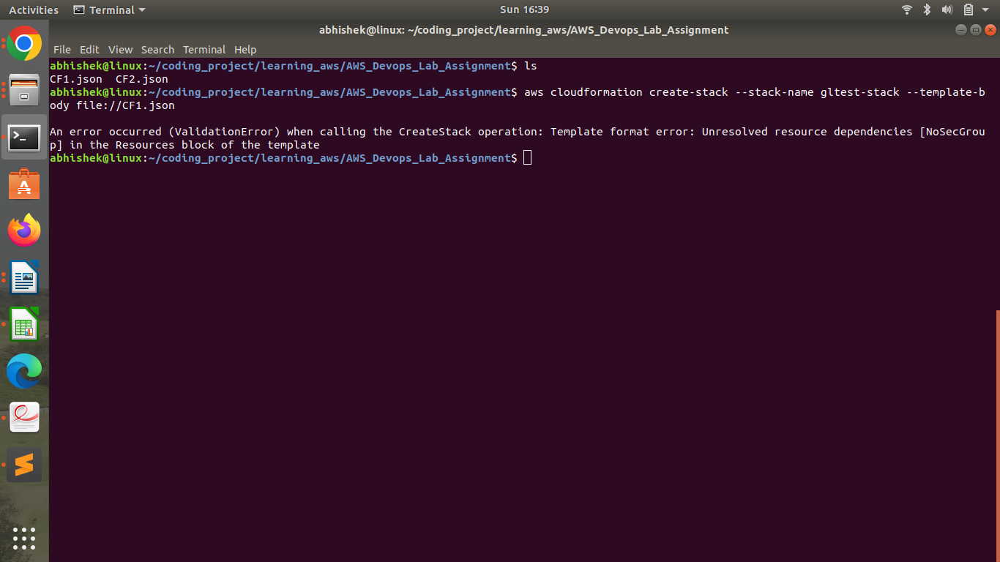 Activities Terminal Sun 16:39
abhishek@linux: ~/coding_project/learning_aws/AWS_Devops_Lab_Assignment
File Edit View Search Terminal Help
abhishek@linux:~/coding_project/learning_aws/AWS_Devops_Lab_Assignment$ ls
CF1.json  CF2.json
abhishek@linux:~/coding_project/learning_aws/AWS_Devops_Lab_Assignment$ aws cloudformation create-stack --stack-name gltest-stack --template-b
ody file://CF1.json
An error occurred (ValidationError) when calling the CreateStack operation: Template format error: Unresolved resource dependencies [NoSecGrou
p] in the Resources block of the template
abhishek@linux:~/coding_project/learning_aws/AWS_Devops_Lab_Assignment$